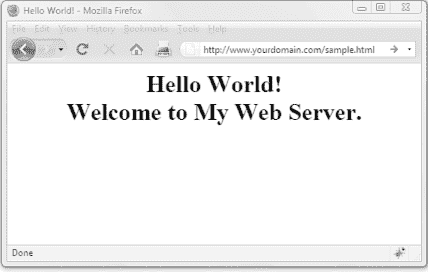 Hello World! - Mozilla Firefox
File Edit View History Bookmarks Tools Help
http://www.yourdomain.com/sample.html
Hello World!
Welcome to My Web Server.
Done